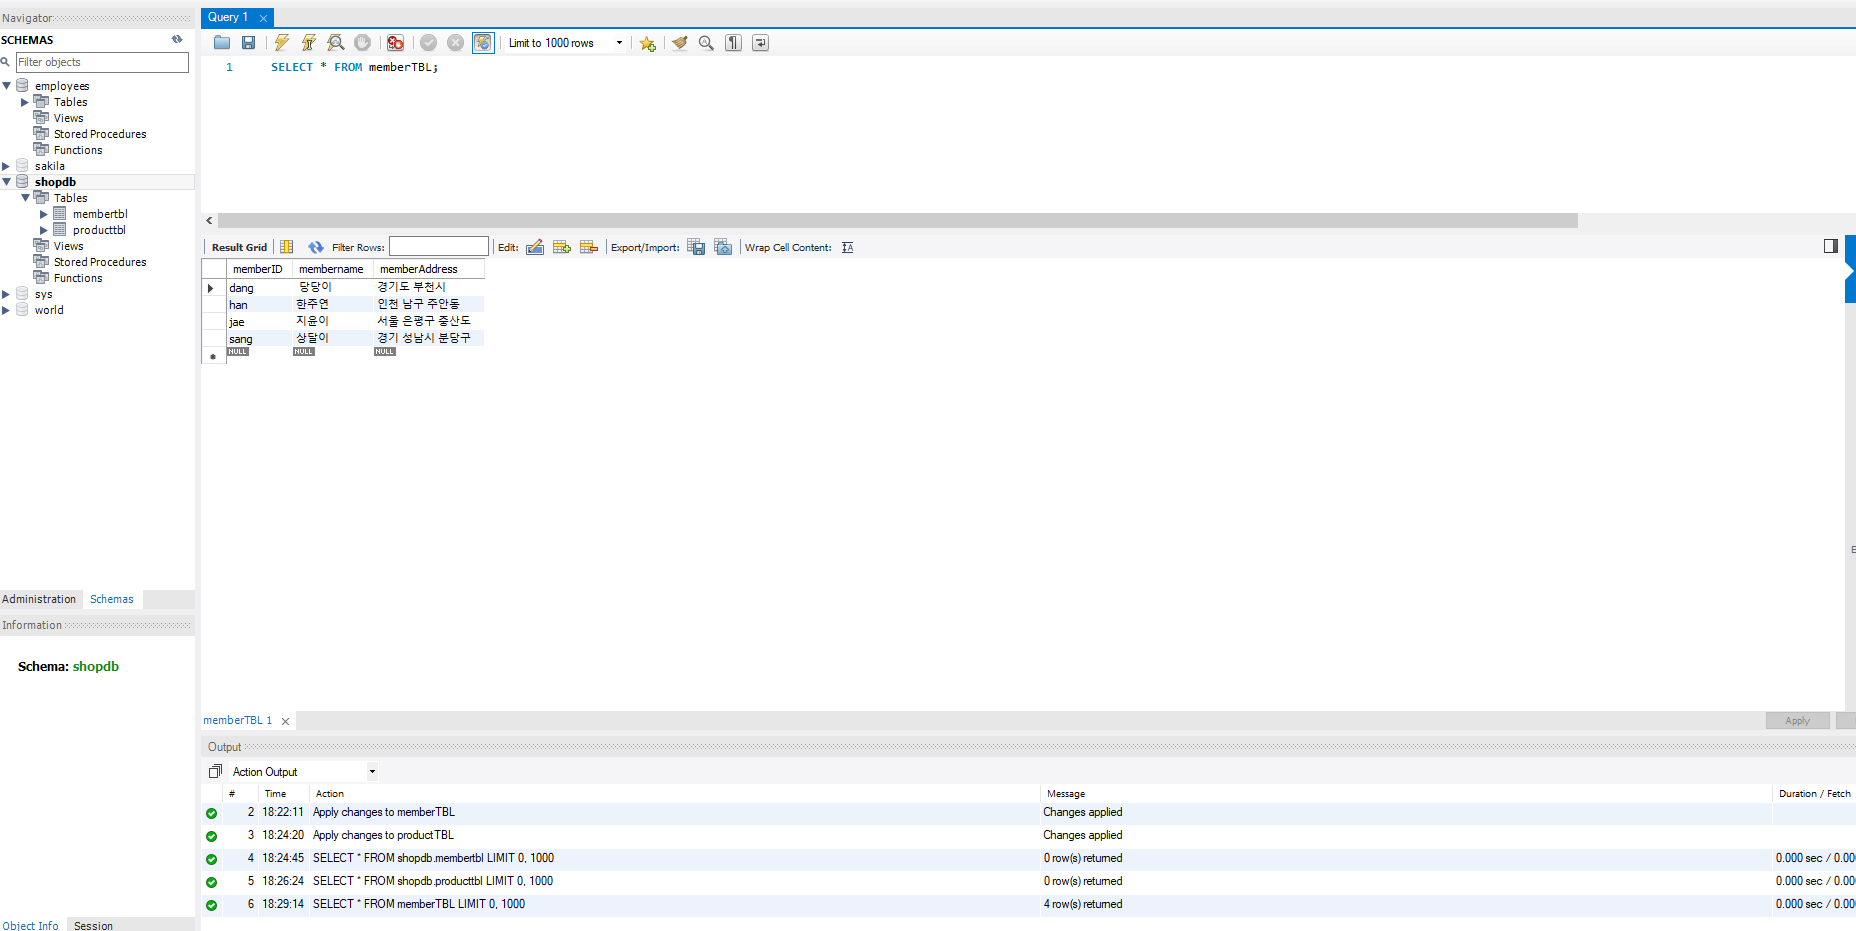 Navigator
SCHEMAS
Filter objects
employees
Tables
Views
Stored Procedures
Functions
sakila
shopdb
Tables
membertbl
producttbl
Views
Stored Procedures
Functions
sys
world
Administration Schemas
Information
Schema: shopdb
Object Info Session
Query 1
Limit to 1000 rows
1 SELECT * FROM memberTBL;
Result Grid Filter Rows: Edit: Export/Import: Wrap Cell Content:
memberID membername memberAddress
dang 당당이 경기도 부천시
han 한주연 인천 남구 주안동
jae 지윤이 서울 은평구 중산도
sang 상달이 경기 성남시 분당구
NULL NULL NULL
memberTBL 1 Apply
Output
Action Output
# Time Action Message Duration / Fetch
2 18:22:11 Apply changes to memberTBL Changes applied
3 18:24:20 Apply changes to productTBL Changes applied
4 18:24:45 SELECT * FROM shopdb.membertbl LIMIT 0, 1000 0 row(s) returned 0.000 sec / 0.00
5 18:26:24 SELECT * FROM shopdb.producttbl LIMIT 0, 1000 0 row(s) returned 0.000 sec / 0.00
6 18:29:14 SELECT * FROM memberTBL LIMIT 0, 1000 4 row(s) returned 0.000 sec / 0.00